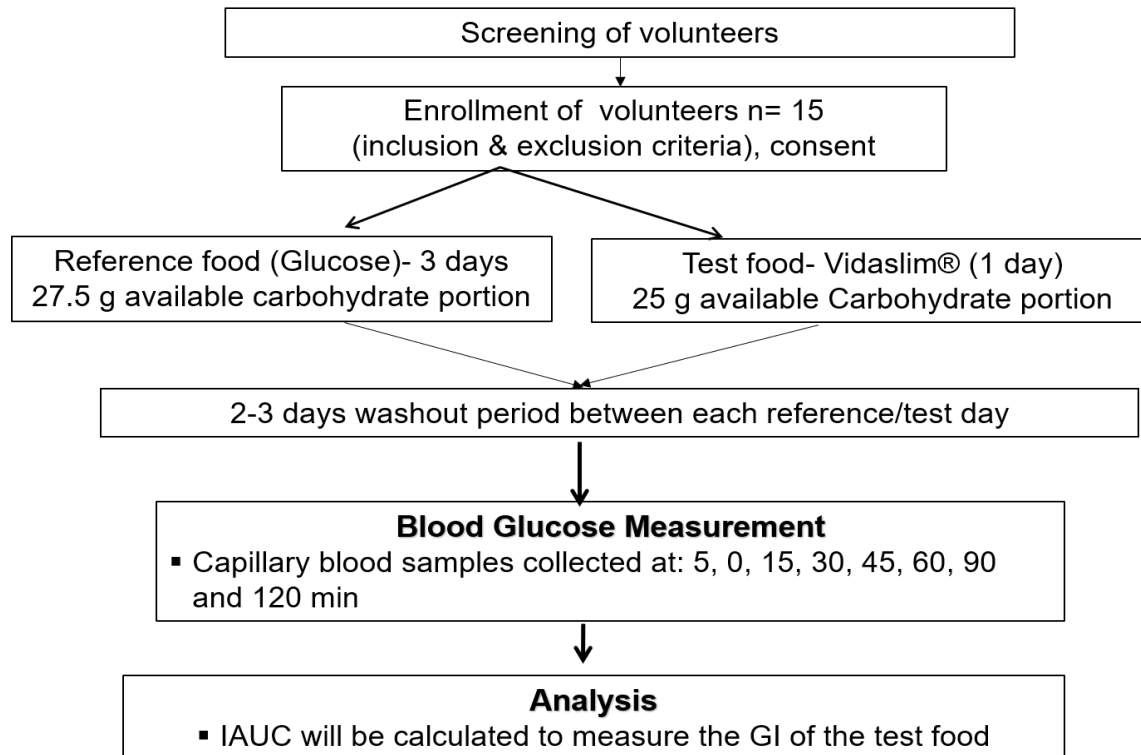 Screening of volunteers
Enrollment of volunteers n= 15
(inclusion & exclusion criteria), consent
Reference food (Glucose)- 3 days
27.5 g available carbohydrate portion
Test food- Vidaslim® (1 day)
25 g available Carbohydrate portion
2-3 days washout period between each reference/test day
Blood Glucose Measurement
▪ Capillary blood samples collected at: 5, 0, 15, 30, 45, 60, 90
and 120 min
Analysis
▪ IAUC will be calculated to measure the GI of the test food